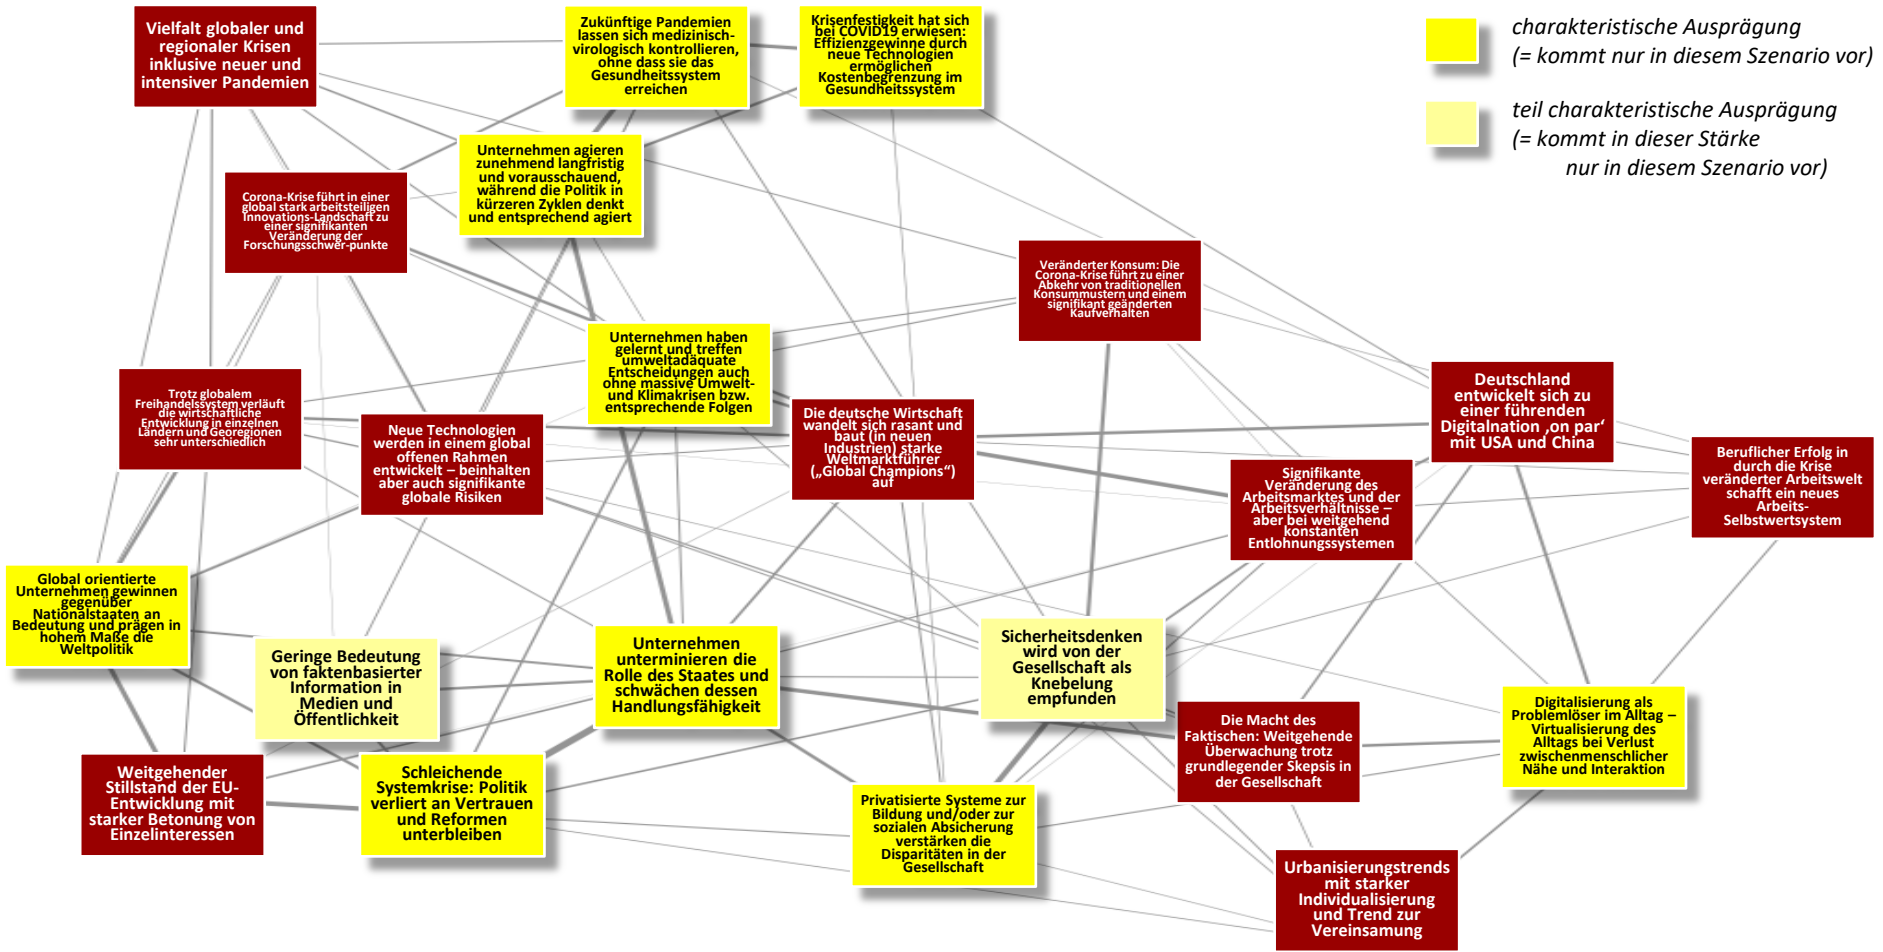 Vielfalt globaler und
regionaler Krisen
inklusive neuer und
intensiver Pandemien
Zukünftige Pandemien
lassen sich medizinisch-
virologisch kontrollieren,
ohne dass sie das
Gesundheitssystem
erreichen
Krisenfestigkeit hat sich
bei COVID19 erwiesen:
Effizienzgewinne durch
neue Technologien
ermöglichen
Kostenbegrenzung im
Gesundheitssystem
charakteristische Ausprägung
(= kommt nur in diesem Szenario vor)
teil charakteristische Ausprägung
(= kommt in dieser Stärke
nur in diesem Szenario vor)
Unternehmen agieren
zunehmend langfristig
und vorausschauend,
während die Politik in
kürzeren Zyklen denkt
und entsprechend agiert
Corona-Krise führt in einer
global stark arbeitsteiligen
Innovations-Landschaft zu
einer signifikanten
Veränderung der
Forschungsschwer-punkte
Veränderter Konsum: Die
Corona-Krise führt zu einer
Abkehr von traditionellen
Konsummustern und einem
signifikant geänderten
Kaufverhalten
Unternehmen haben
gelernt und treffen
umweltadäquate
Entscheidungen auch
ohne massive Umwelt-
und Klimakrisen bzw.
entsprechende Folgen
Trotz globalem
Freihandelssystem verläuft
die wirtschaftliche
Entwicklung in einzelnen
Ländern und Georegionen
sehr unterschiedlich
Neue Technologien
werden in einem global
offenen Rahmen
entwickelt – beinhalten
aber auch signifikante
globale Risiken
Die deutsche Wirtschaft
wandelt sich rasant und
baut (in neuen
Industrien) starke
Weltmarktführer
(„Global Champions“)
auf
Deutschland
entwickelt sich zu
einer führenden
Digitalnation ‚on par‘
mit USA und China
Signifikante
Veränderung des
Arbeitsmarktes und der
Arbeitsverhältnisse –
aber bei weitgehend
konstanten
Entlohnungssystemen
Beruflicher Erfolg in
durch die Krise
veränderter Arbeitswelt
schafft ein neues
Arbeits-
Selbstwertsystem
Global orientierte
Unternehmen gewinnen
gegenüber
Nationalstaaten an
Bedeutung und prägen in
hohem Maße die
Weltpolitik
Geringe Bedeutung
von faktenbasierter
Information in
Medien und
Öffentlichkeit
Unternehmen
unterminieren die
Rolle des Staates und
schwächen dessen
Handlungsfähigkeit
Sicherheitsdenken
wird von der
Gesellschaft als
Knebelung
empfunden
Die Macht des
Faktischen: Weitgehende
Überwachung trotz
grundlegender Skepsis in
der Gesellschaft
Digitalisierung als
Problemlöser im Alltag –
Virtualisierung des
Alltags bei Verlust
zwischenmenschlicher
Nähe und Interaktion
Weitgehender
Stillstand der EU-
Entwicklung mit
starker Betonung von
Einzelinteressen
Schleichende
Systemkrise: Politik
verliert an Vertrauen
und Reformen
unterbleiben
Privatisierte Systeme zur
Bildung und/oder zur
sozialen Absicherung
verstärken die
Disparitäten in der
Gesellschaft
Urbanisierungstrends
mit starker
Individualisierung
und Trend zur
Vereinsamung